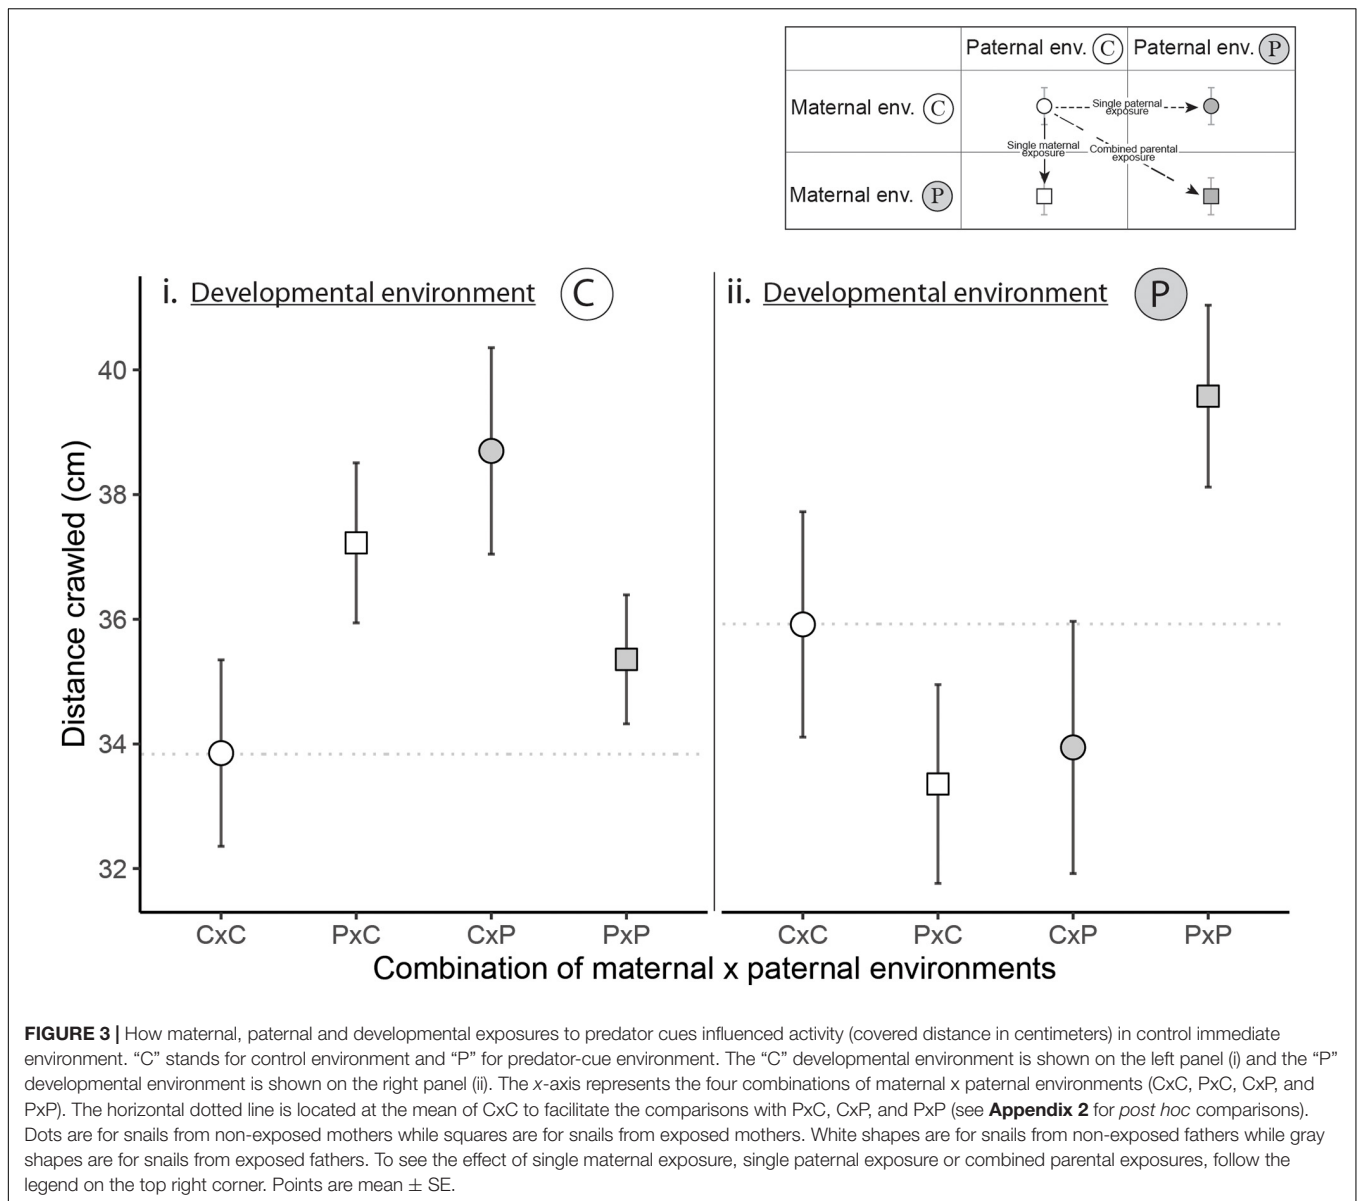 Paternal env. C Paternal env. P
Maternal env. C
Single paternal
exposure
Single maternal
exposure
Combined parental
exposure
Maternal env. P
i. Developmental environment C
ii. Developmental environment P
Distance crawled (cm)
40
38
36
34
32
CxC PxC CxP PxP CxC PxC CxP PxP
Combination of maternal x paternal environments
FIGURE 3 | How maternal, paternal and developmental exposures to predator cues influenced activity (covered distance in centimeters) in control immediate
environment. “C” stands for control environment and “P” for predator-cue environment. The “C” developmental environment is shown on the left panel (i) and the “P”
developmental environment is shown on the right panel (ii). The x-axis represents the four combinations of maternal x paternal environments (CxC, PxC, CxP, and
PxP). The horizontal dotted line is located at the mean of CxC to facilitate the comparisons with PxC, CxP, and PxP (see Appendix 2 for post hoc comparisons).
Dots are for snails from non-exposed mothers while squares are for snails from exposed mothers. White shapes are for snails from non-exposed fathers while gray
shapes are for snails from exposed fathers. To see the effect of single maternal exposure, single paternal exposure or combined parental exposures, follow the
legend on the top right corner. Points are mean ± SE.